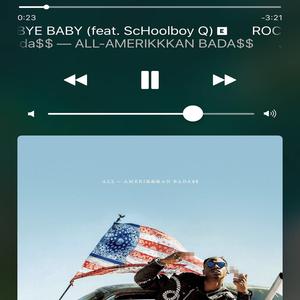 0:23 -3:21
BYE BABY (feat. ScHoolboy Q) E ROC
da$$ — ALL-AMERIKKKAN BADA$$
ALL - AMERIKKKAN BADA$$